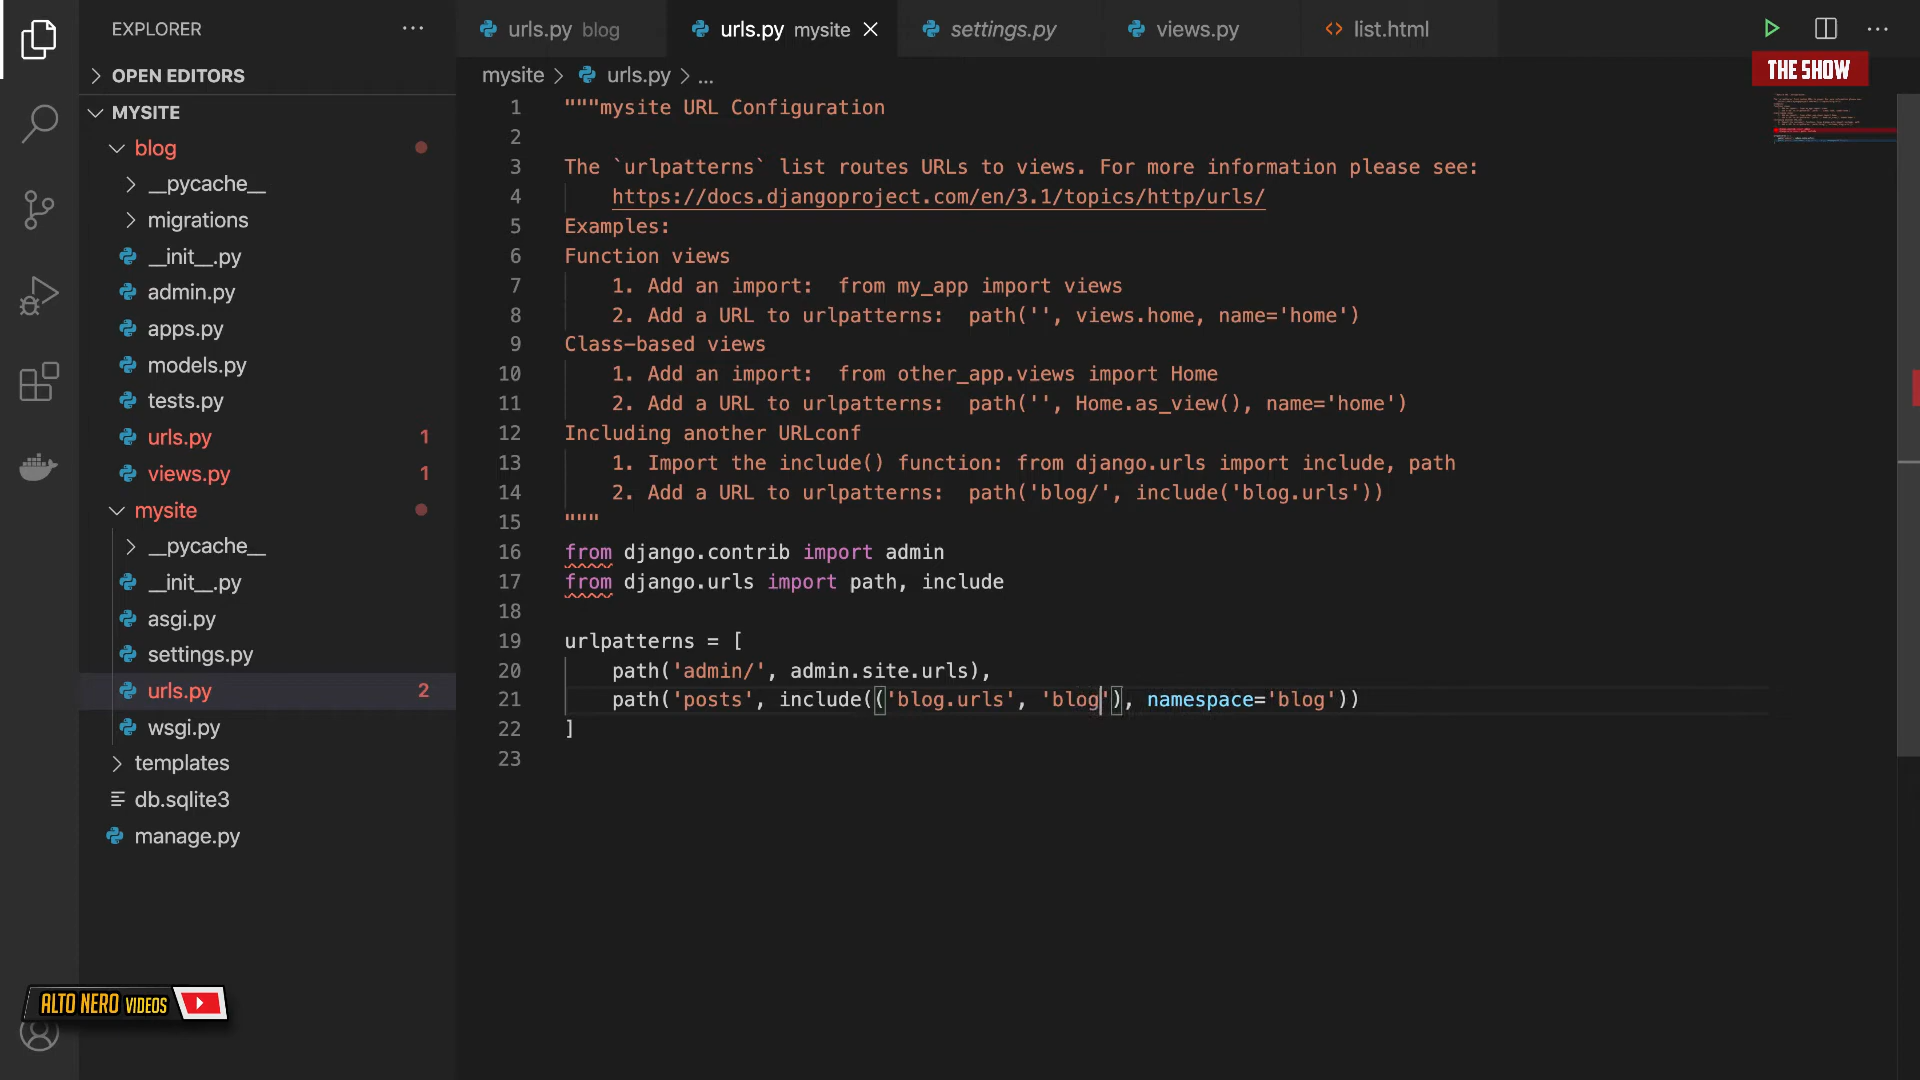 EXPLORER
OPEN EDITORS
MYSITE
blog
__pycache__
migrations
__init__.py
admin.py
apps.py
models.py
tests.py
urls.py 1
views.py 1
mysite
__pycache__
__init__.py
asgi.py
settings.py
urls.py 2
wsgi.py
templates
db.sqlite3
manage.py
ALTO NERO VIDEOS
urls.py blog
urls.py mysite
settings.py
views.py
list.html
THE SHOW
mysite > urls.py > ...
1 """mysite URL Configuration
2
3 The `urlpatterns` list routes URLs to views. For more information please see:
4 https://docs.djangoproject.com/en/3.1/topics/http/urls/
5 Examples:
6 Function views
7 1. Add an import:  from my_app import views
8 2. Add a URL to urlpatterns:  path('', views.home, name='home')
9 Class-based views
10 1. Add an import:  from other_app.views import Home
11 2. Add a URL to urlpatterns:  path('', Home.as_view(), name='home')
12 Including another URLconf
13 1. Import the include() function: from django.urls import include, path
14 2. Add a URL to urlpatterns:  path('blog/', include('blog.urls'))
15 """
16 from django.contrib import admin
17 from django.urls import path, include
18
19 urlpatterns = [
20 path('admin/', admin.site.urls),
21 path('posts', include(('blog.urls', 'blog'), namespace='blog'))
22 ]
23